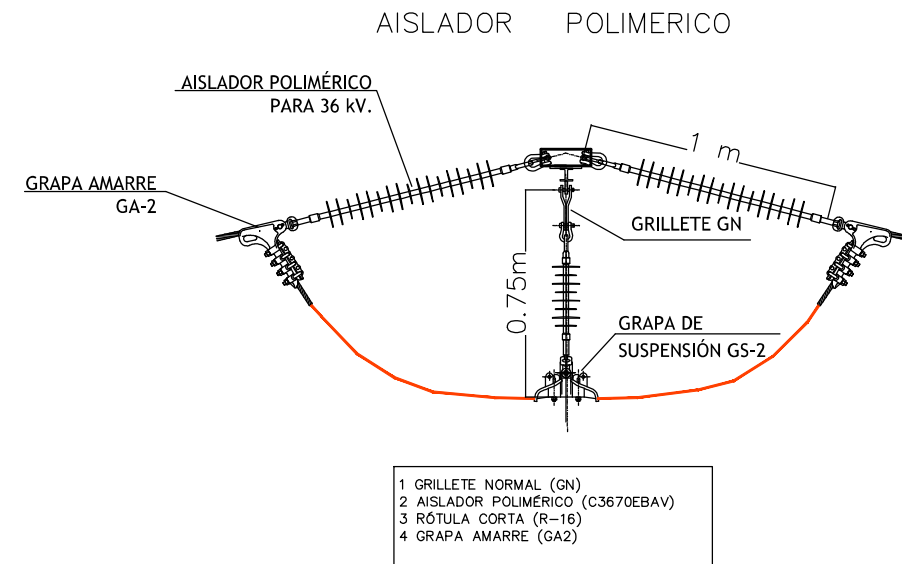 AISLADOR POLIMERICO
AISLADOR POLIMÉRICO
PARA 36 kV.
1 m
GRAPA AMARRE
GA-2
GRILLETE GN
0.75m
GRAPA DE
SUSPENSIÓN GS-2
1 GRILLETE NORMAL (GN)
2 AISLADOR POLIMÉRICO (C3670EBAV)
3 RÓTULA CORTA (R-16)
4 GRAPA AMARRE (GA2)